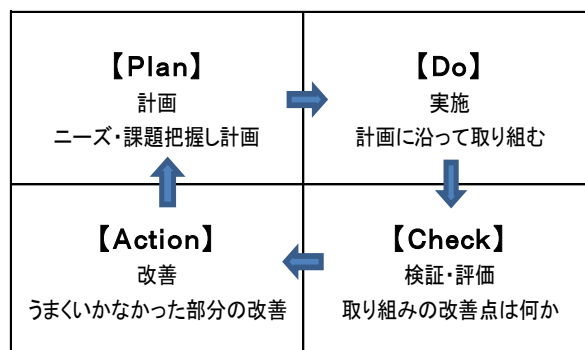 【Plan】
計画
ニーズ・課題把握し計画
【Do】
実施
計画に沿って取り組む
【Action】
改善
うまくいかなかった部分の改善
【Check】
検証・評価
取り組みの改善点は何か